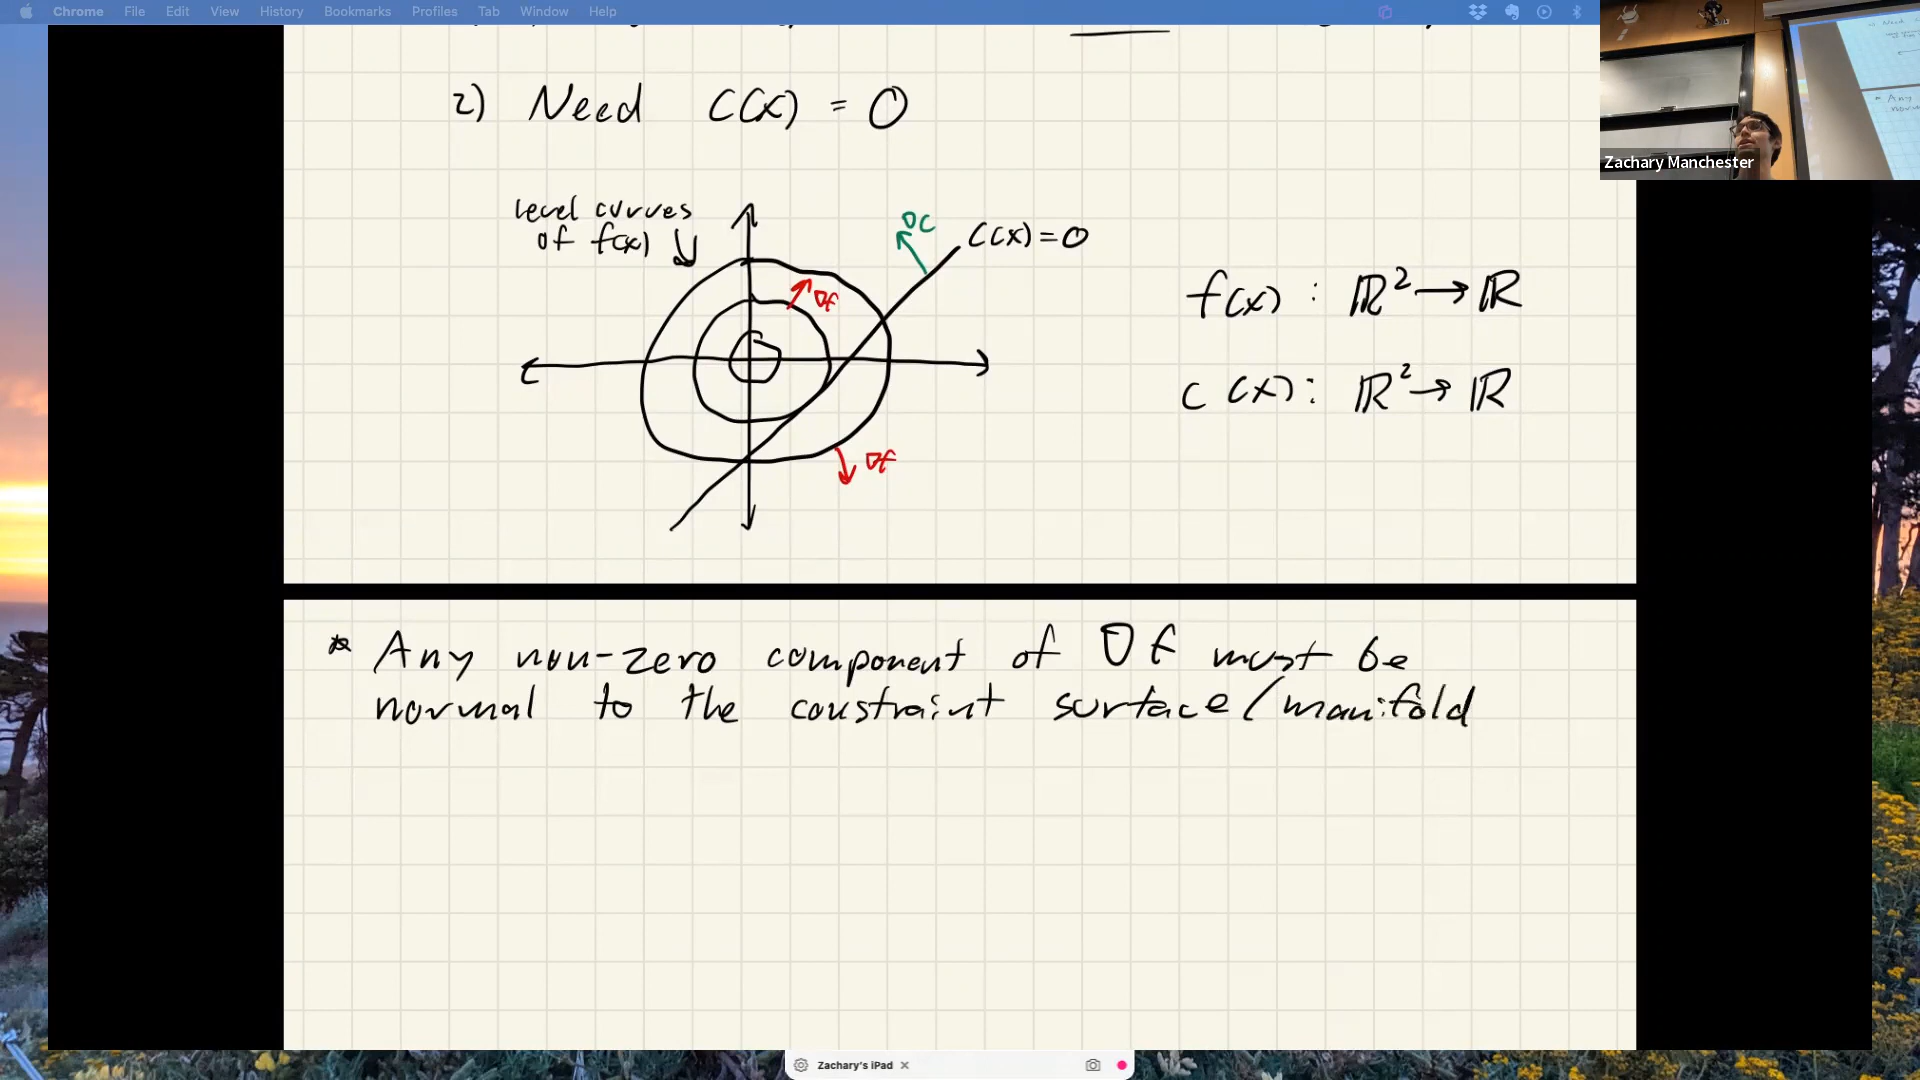 Chrome File Edit View History Bookmarks Profiles Tab Window Help
2) Need C(x) = 0
level curves
of f(x)
∇C
C(x)=0
∇f
f(x) : ℝ² → ℝ
C(x): ℝ² → ℝ
∇f
Zachary Manchester
* Any non-zero component of ∇f must be
normal to the constraint surface/manifold
Zachary's iPad